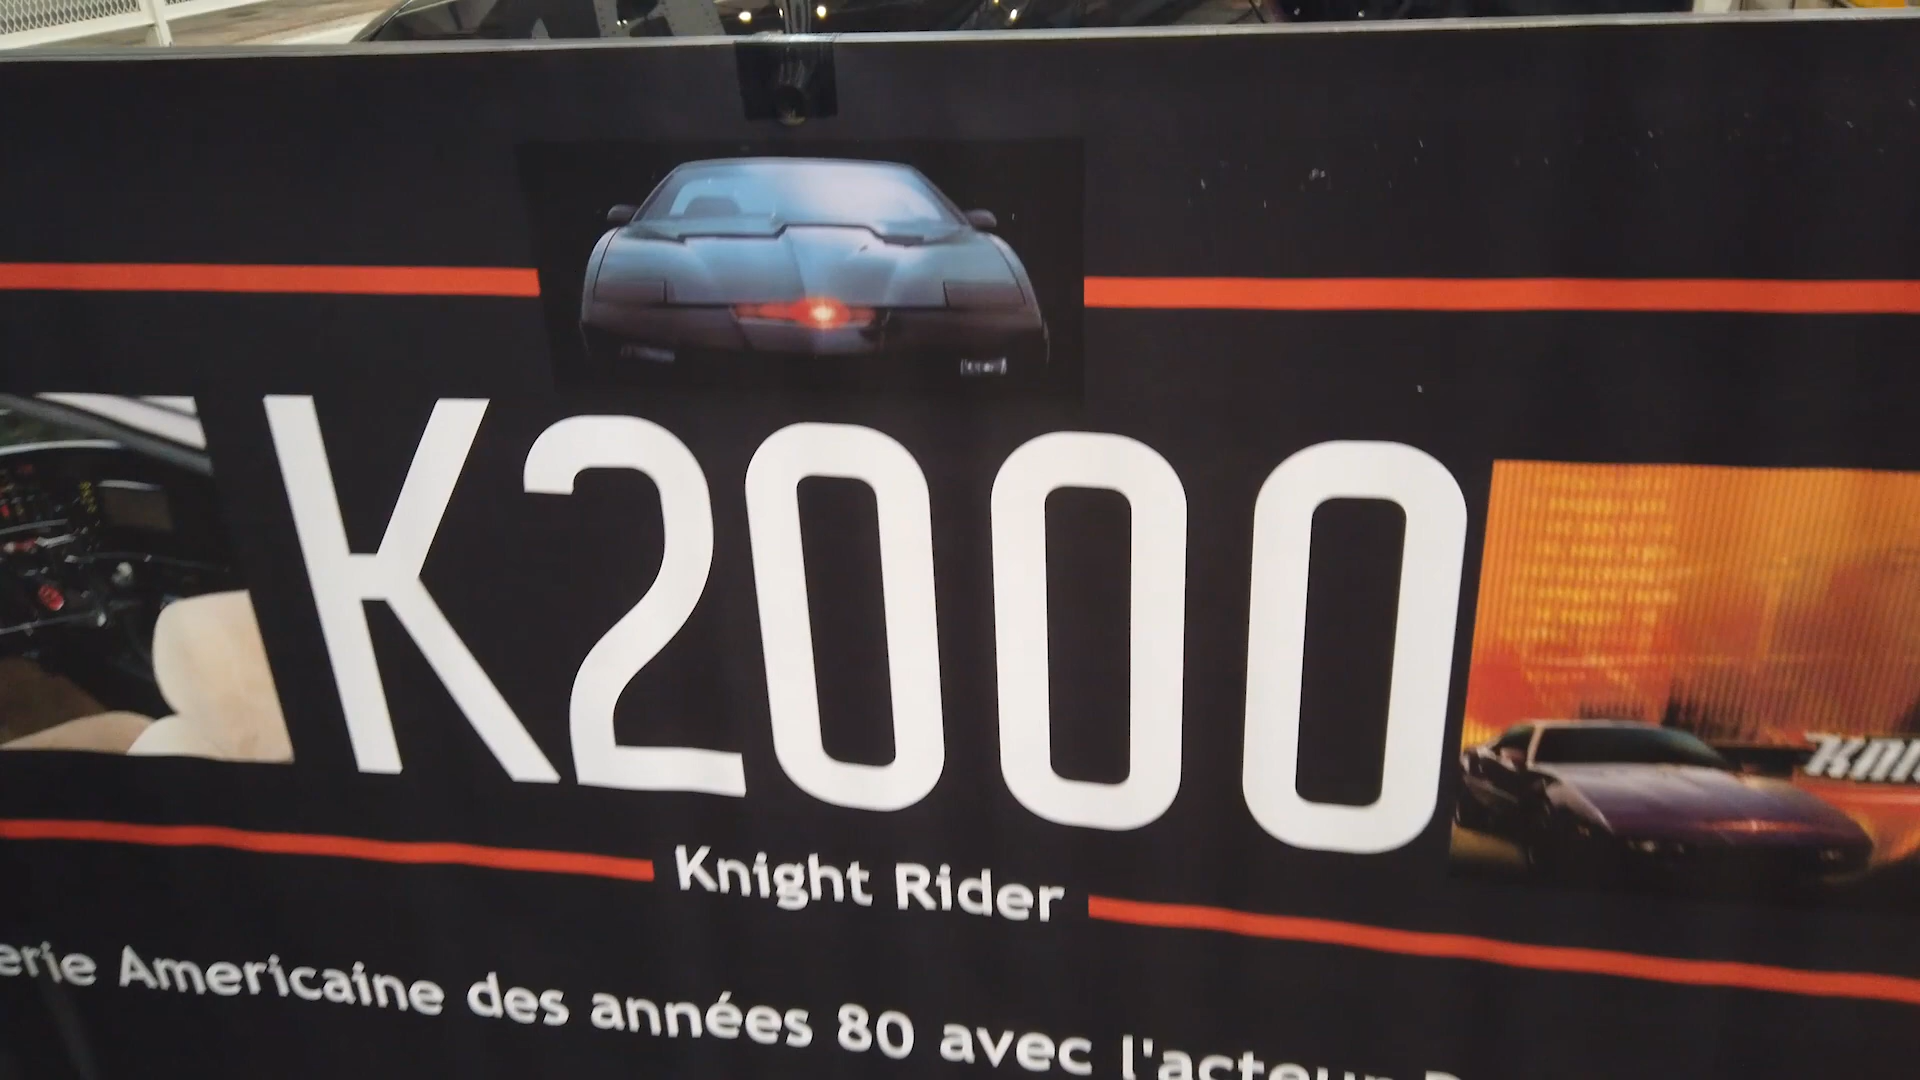 K2000
Knight Rider
erie Americaine des années 80 avec l'acteur